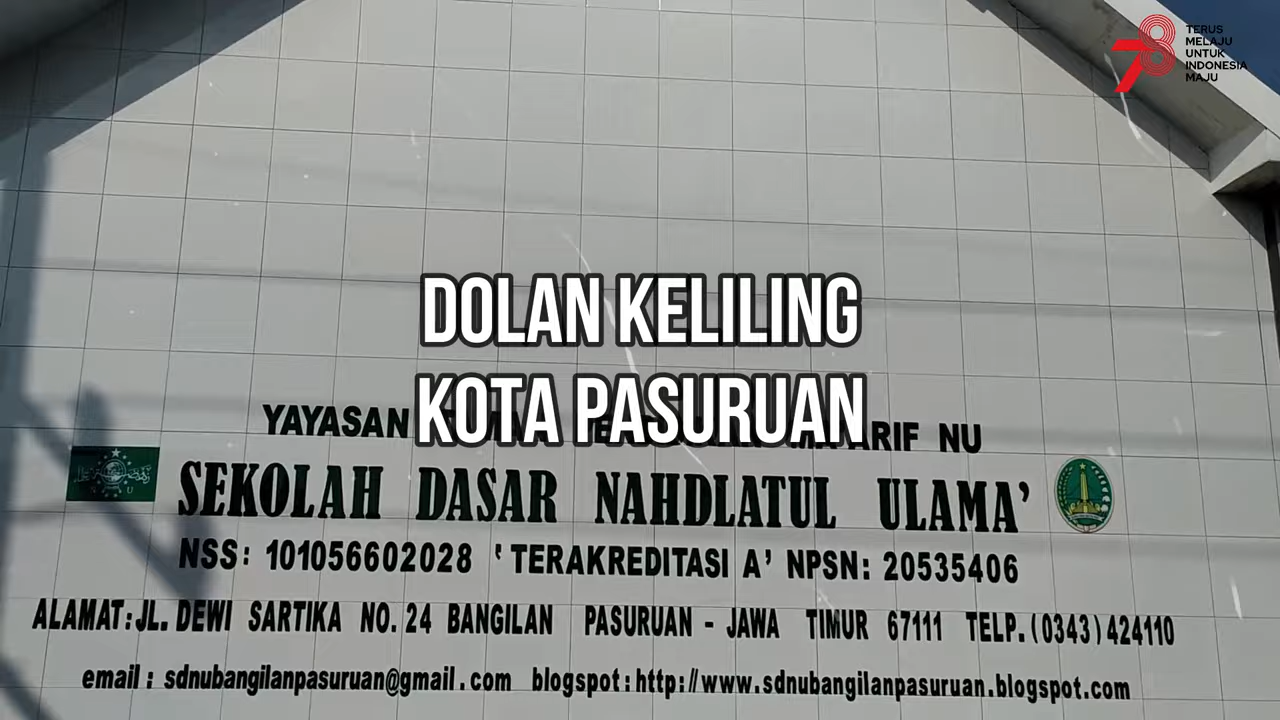 TERUS
MELAJU
UNTUK
INDONESIA
MAJU
78
DOLAN KELILING
KOTA PASURUAN
YAYASAN ARIF NU
SEKOLAH DASAR NAHDLATUL ULAMA'
NSS: 101056602028 ‘TERAKREDITASI A’ NPSN: 20535406
ALAMAT:JL. DEWI SARTIKA NO. 24 BANGILAN PASURUAN - JAWA TIMUR 67111 TELP. (0343) 424110
email : sdnubangilanpasuruan@gmail.com blogspot : http://www.sdnubangilanpasuruan.blogspot.com